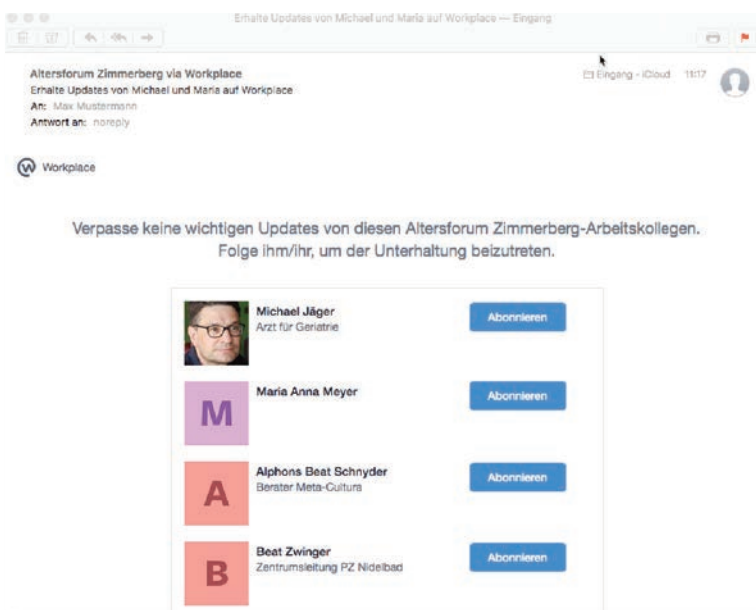 Erhalte Updates von Michael und Maria auf Workplace — Eingang
Altersforum Zimmerberg via Workplace
Eingang - iCloud 11:17
Erhalte Updates von Michael und Maria auf Workplace
An: Max Mustermann
Antwort an: noreply
Workplace
Verpasse keine wichtigen Updates von diesen Altersforum Zimmerberg-Arbeitskollegen.
Folge ihm/ihr, um der Unterhaltung beizutreten.
Michael Jäger
Abonnieren
Arzt für Geriatrie
M
Maria Anna Meyer
Abonnieren
A
Alphons Beat Schnyder
Abonnieren
Berater Meta-Cultura
B
Beat Zwinger
Abonnieren
Zentrumsleitung PZ Nidelbad